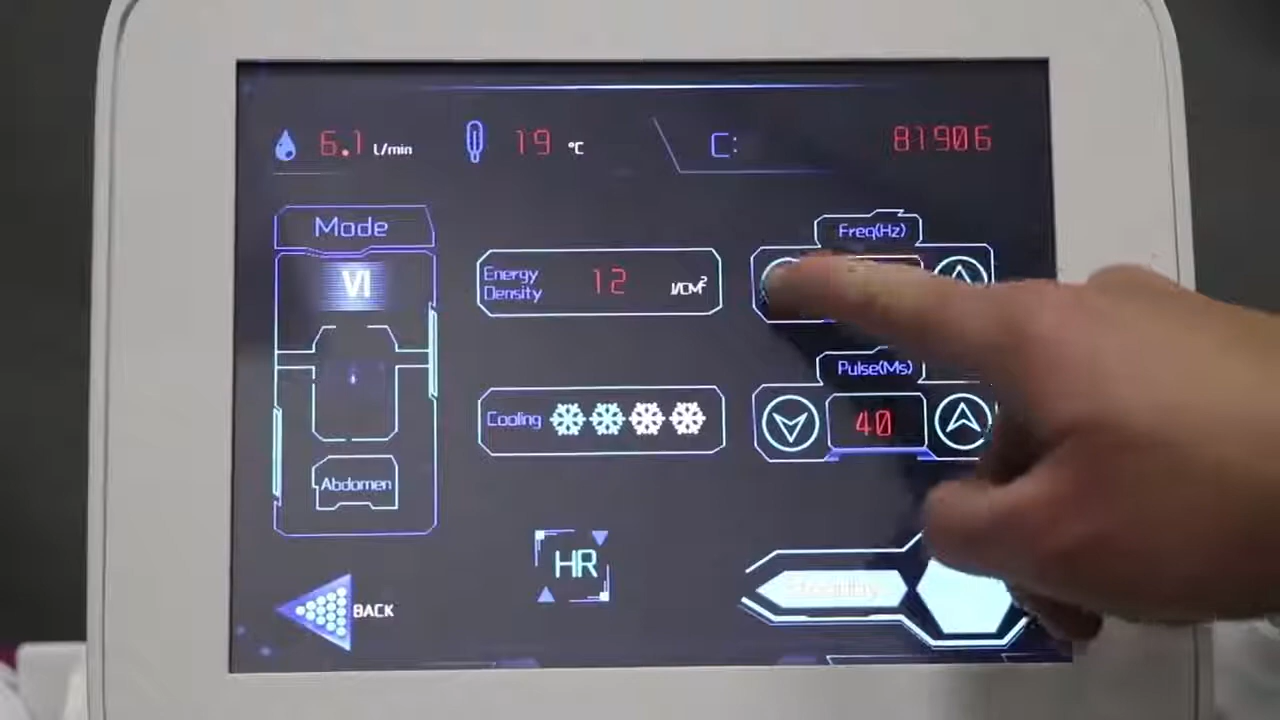 6.1 L/min
19 °C
C: 81906
Mode
VI
Abdomen
Energy Density 12 J/CM²
Cooling
Freq(Hz)
Pulse(Ms)
40
BACK
HR